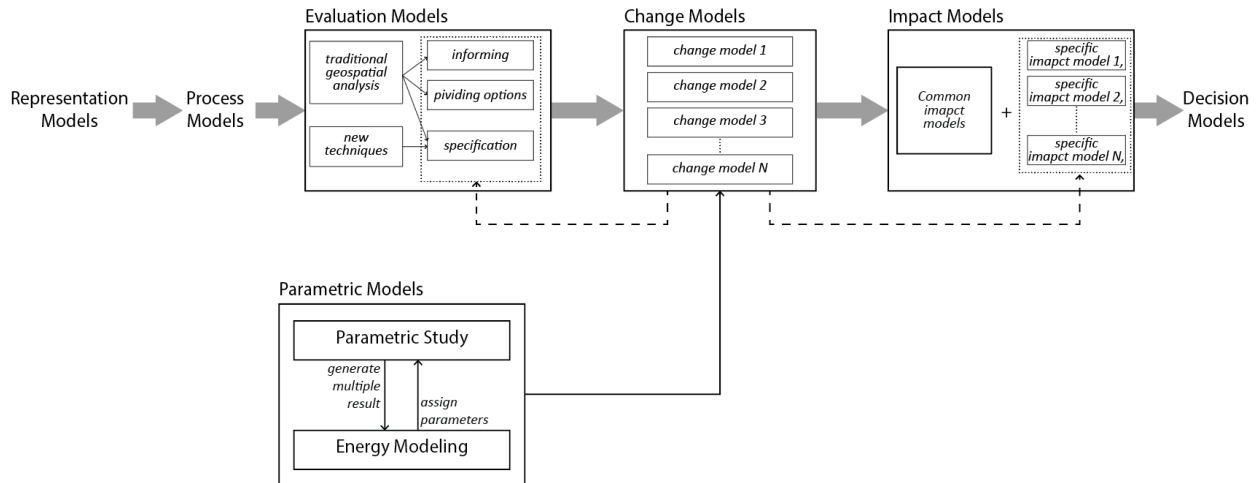 Representation
Models
Process
Models
Evaluation Models
traditional
geospatial
analysis
new
techniques
informing
pividing options
specification
Change Models
change model 1
change model 2
change model 3
change model N
Impact Models
Common
imapct
models
+
specific
imapct model 1,
specific
imapct model 2,
specific
imapct model N,
Decision
Models
Parametric Models
Parametric Study
generate
multiple
result
assign
parameters
Energy Modeling